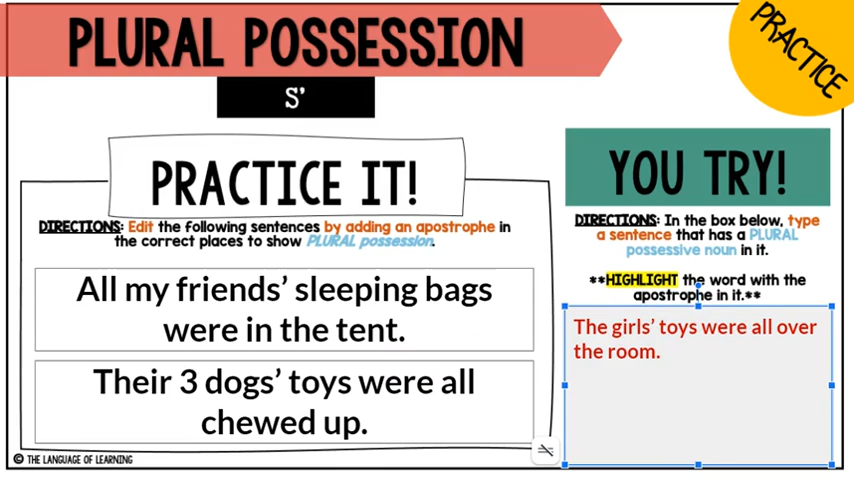 PLURAL POSSESSION
PRACTICE
S’
PRACTICE IT!
DIRECTIONS: Edit the following sentences by adding an apostrophe in
the correct places to show PLURAL possession.
All my friends’ sleeping bags
were in the tent.
Their 3 dogs’ toys were all
chewed up.
© THE LANGUAGE OF LEARNING
YOU TRY!
DIRECTIONS: In the box below, type
a sentence that has a PLURAL
possessive noun in it.
**HIGHLIGHT the word with the
apostrophe in it.**
The girls’ toys were all over
the room.